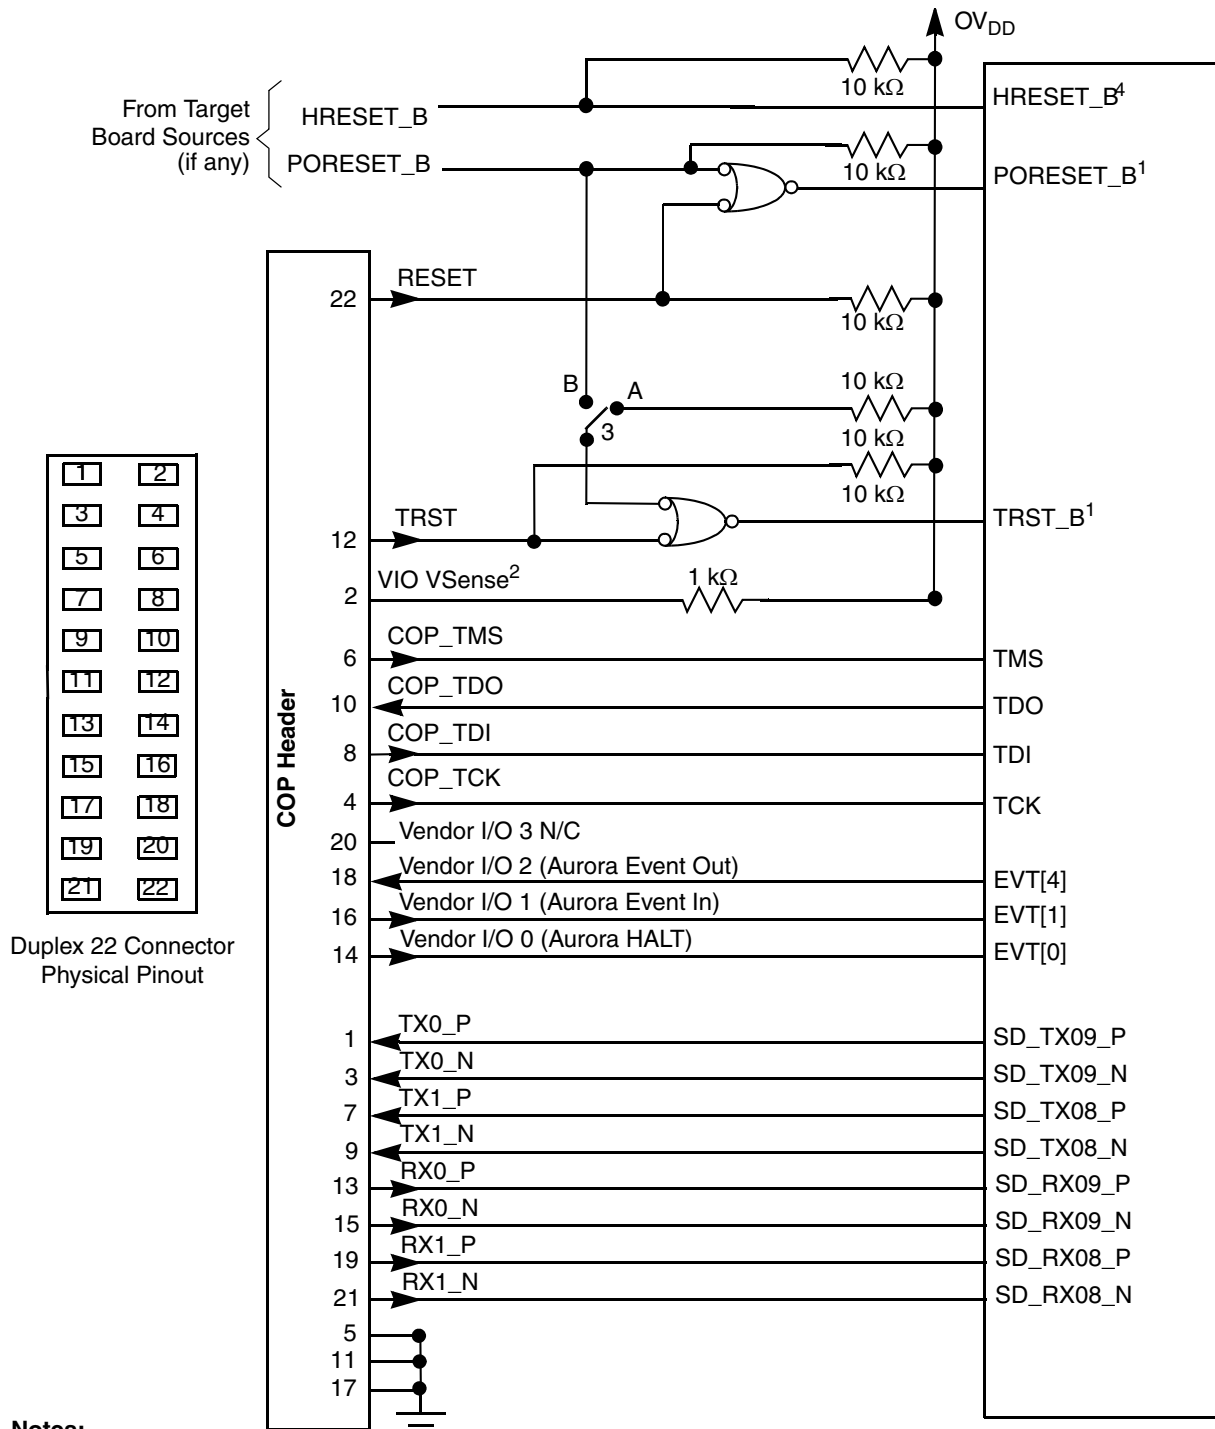 OVDD
10 kΩ
From Target
Board Sources
(if any)
HRESET_B
HRESET_B4
PORESET_B
10 kΩ
PORESET_B1
RESET
22
10 kΩ
B
A
10 kΩ
3
10 kΩ
10 kΩ
TRST
12
TRST_B1
VIO VSense2
1 kΩ
2
COP_TMS
6
TMS
COP_TDO
10
TDO
COP_TDI
8
TDI
COP_TCK
4
TCK
COP Header
20
Vendor I/O 3 N/C
Vendor I/O 2 (Aurora Event Out)
18
EVT[4]
Vendor I/O 1 (Aurora Event In)
16
EVT[1]
Vendor I/O 0 (Aurora HALT)
14
EVT[0]
TX0_P
1
SD_TX09_P
TX0_N
3
SD_TX09_N
TX1_P
7
SD_TX08_P
TX1_N
9
SD_TX08_N
RX0_P
13
SD_RX09_P
RX0_N
15
SD_RX09_N
RX1_P
19
SD_RX08_P
RX1_N
21
SD_RX08_N
5
11
17
1 2
3 4
5 6
7 8
9 10
11 12
13 14
15 16
17 18
19 20
21 22
Duplex 22 Connector
Physical Pinout
Notes: